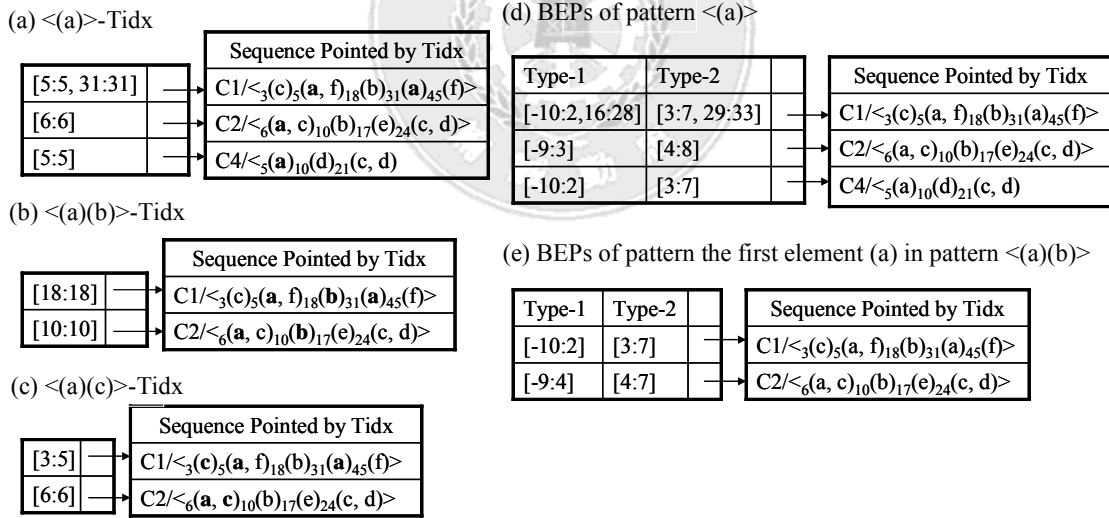 (a) <(a)>-Tidx
Sequence Pointed by Tidx
[5:5, 31:31] C1/<₃(c)₅(a, f)₁₈(b)₃₁(a)₄₅(f)>
[6:6] C2/<₆(a, c)₁₀(b)₁₇(e)₂₄(c, d)>
[5:5] C4/<₅(a)₁₀(d)₂₁(c, d)
(b) <(a)(b)>-Tidx
Sequence Pointed by Tidx
[18:18] C1/<₃(c)₅(a, f)₁₈(b)₃₁(a)₄₅(f)>
[10:10] C2/<₆(a, c)₁₀(b)₁₇(e)₂₄(c, d)>
(c) <(a)(c)>-Tidx
Sequence Pointed by Tidx
[3:5] C1/<₃(c)₅(a, f)₁₈(b)₃₁(a)₄₅(f)>
[6:6] C2/<₆(a, c)₁₀(b)₁₇(e)₂₄(c, d)>
(d) BEPs of pattern <(a)>
Type-1 Type-2 Sequence Pointed by Tidx
[-10:2,16:28] [3:7, 29:33] C1/<₃(c)₅(a, f)₁₈(b)₃₁(a)₄₅(f)>
[-9:3] [4:8] C2/<₆(a, c)₁₀(b)₁₇(e)₂₄(c, d)>
[-10:2] [3:7] C4/<₅(a)₁₀(d)₂₁(c, d)
(e) BEPs of pattern the first element (a) in pattern <(a)(b)>
Type-1 Type-2 Sequence Pointed by Tidx
[-10:2] [3:7] C1/<₃(c)₅(a, f)₁₈(b)₃₁(a)₄₅(f)>
[-9:4] [4:7] C2/<₆(a, c)₁₀(b)₁₇(e)₂₄(c, d)>